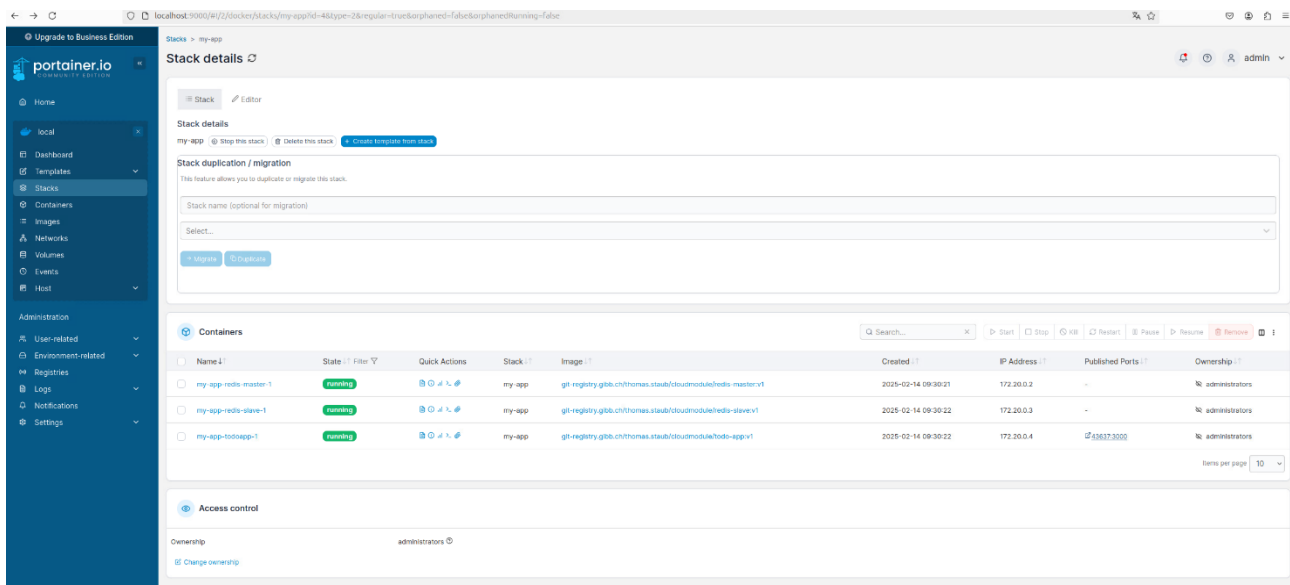 localhost:9000/#!/2/docker/stacks/my-app?id=4&type=2&regular=true&orphaned=false&orphanedRunning=false
Upgrade to Business Edition
portainer.io
COMMUNITY EDITION
Home
local
Dashboard
Templates
Stacks
Containers
Images
Networks
Volumes
Events
Host
Administration
User-related
Environment-related
Registries
Logs
Notifications
Settings
Stacks > my-app
Stack details
admin
Stack Editor
Stack details
my-app Stop this stack Delete this stack + Create template from stack
Stack duplication / migration
This feature allows you to duplicate or migrate this stack.
Stack name (optional for migration)
Select...
Migrate Duplicate
Containers Search... Start Stop Kill Restart Pause Resume Remove
Name State Filter Quick Actions Stack Image Created IP Address Published Ports Ownership
my-app-redis-master-1 running my-app git-registry.gibb.ch/thomas.staub/cloudmodule/redis-master:v1 2025-02-14 09:30:21 172.20.0.2 - administrators
my-app-redis-slave-1 running my-app git-registry.gibb.ch/thomas.staub/cloudmodule/redis-slave:v1 2025-02-14 09:30:22 172.20.0.3 - administrators
my-app-todoapp-1 running my-app git-registry.gibb.ch/thomas.staub/cloudmodule/todo-app:v1 2025-02-14 09:30:22 172.20.0.4 43637:3000 administrators
Items per page 10
Access control
Ownership administrators
Change ownership